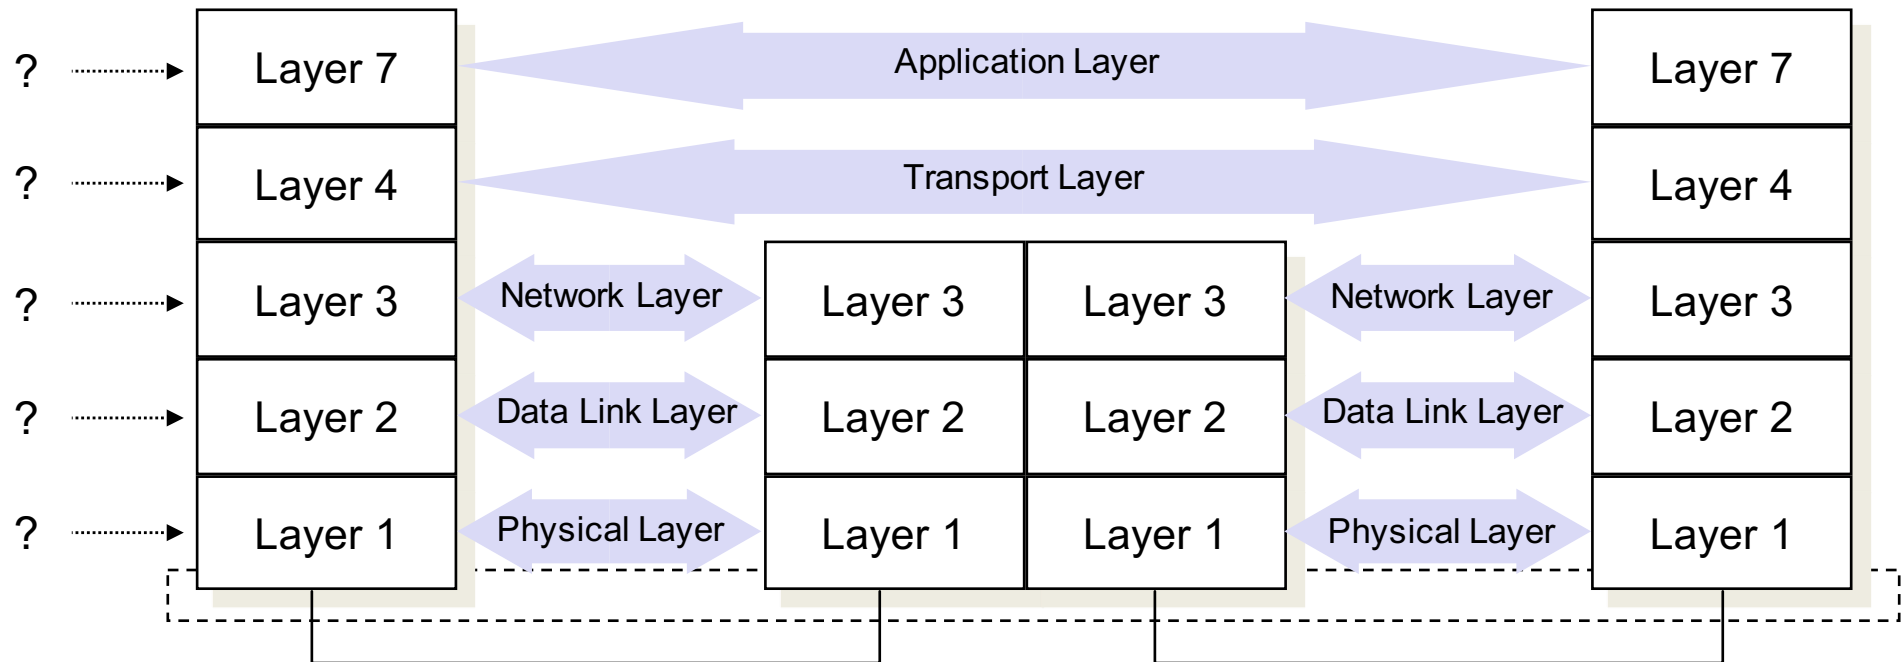 ? Layer 7 Application Layer Layer 7
? Layer 4 Transport Layer Layer 4
? Layer 3 Network Layer Layer 3 Layer 3 Network Layer Layer 3
? Layer 2 Data Link Layer Layer 2 Layer 2 Data Link Layer Layer 2
? Layer 1 Physical Layer Layer 1 Layer 1 Physical Layer Layer 1